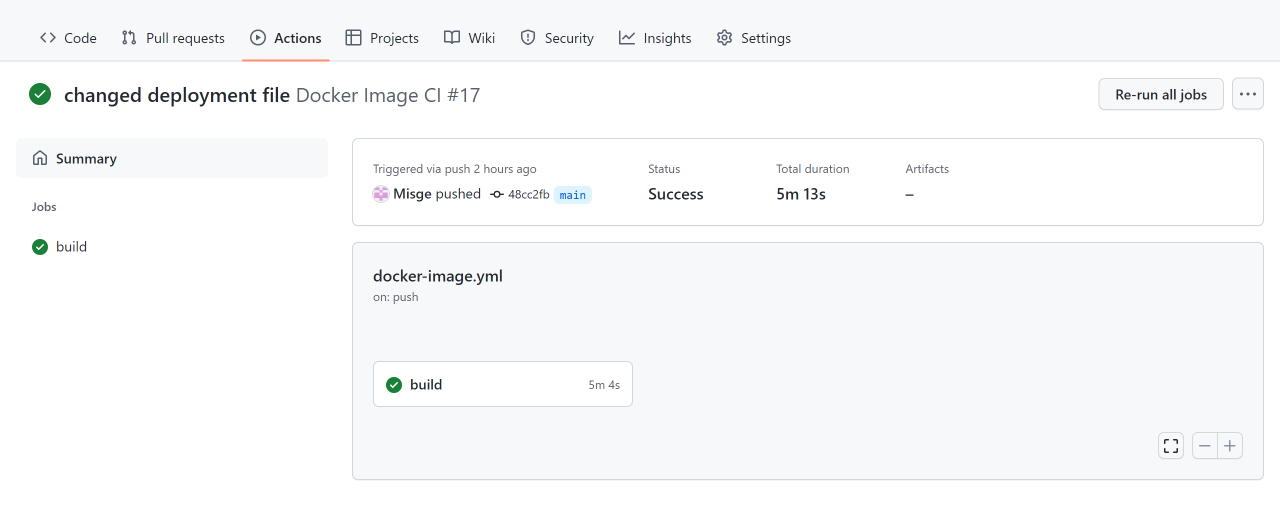 Code Pull requests Actions Projects Wiki Security Insights Settings
changed deployment file Docker Image CI #17
Re-run all jobs
Summary
Jobs
build
Triggered via push 2 hours ago
Misge pushed 48cc2fb main
Status
Success
Total duration
5m 13s
Artifacts
–
docker-image.yml
on: push
build 5m 4s